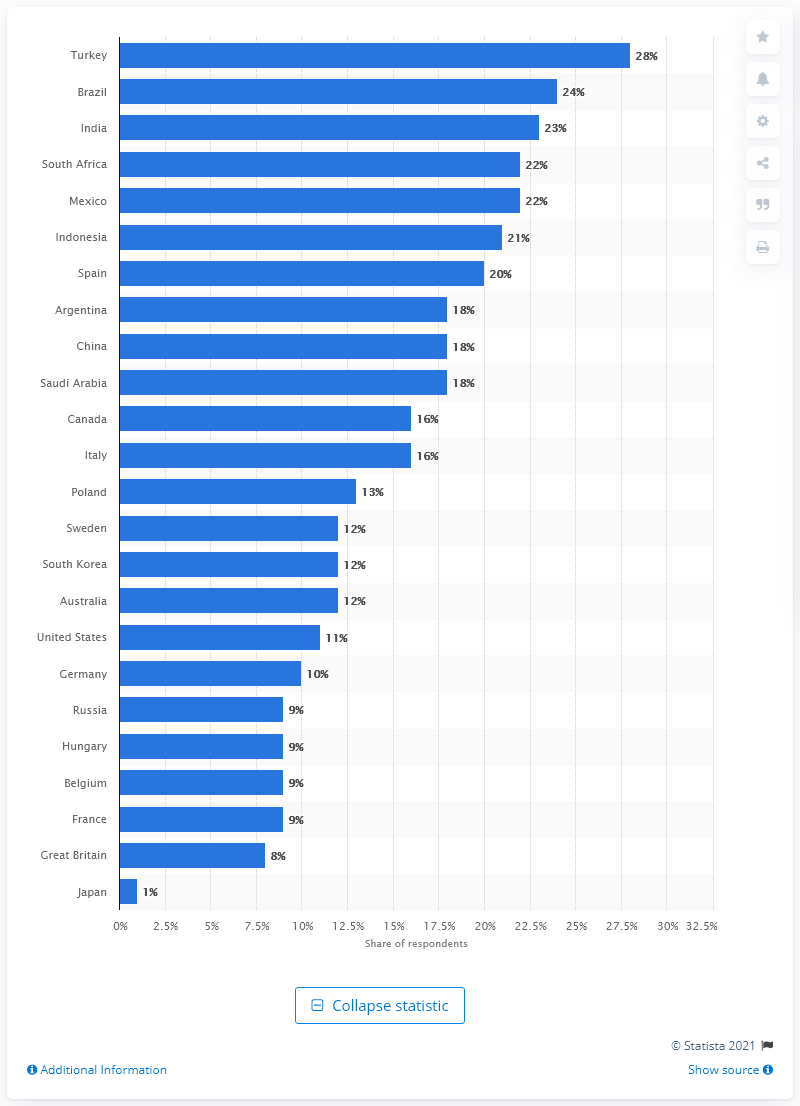 Turkey 28%
Brazil 24%
India 23%
South Africa 22%
Mexico 22%
Indonesia 21%
Spain 20%
Argentina 18%
China 18%
Saudi Arabia 18%
Canada 16%
Italy 16%
Poland 13%
Sweden 12%
South Korea 12%
Australia 12%
United States 11%
Germany 10%
Russia 9%
Hungary 9%
Belgium 9%
France 9%
Great Britain 8%
Japan 1%
0% 2.5% 5% 7.5% 10% 12.5% 15% 17.5% 20% 22.5% 25% 27.5% 30% 32.5%
Share of respondents
Collapse statistic
© Statista 2021
Additional Information Show source